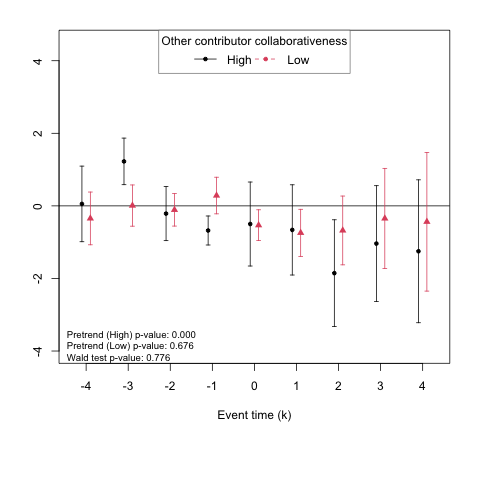 Other contributor collaborativeness
High Low
4
2
0
-2
-4
Pretrend (High) p-value: 0.000
Pretrend (Low) p-value: 0.676
Wald test p-value: 0.776
-4 -3 -2 -1 0 1 2 3 4
Event time (k)